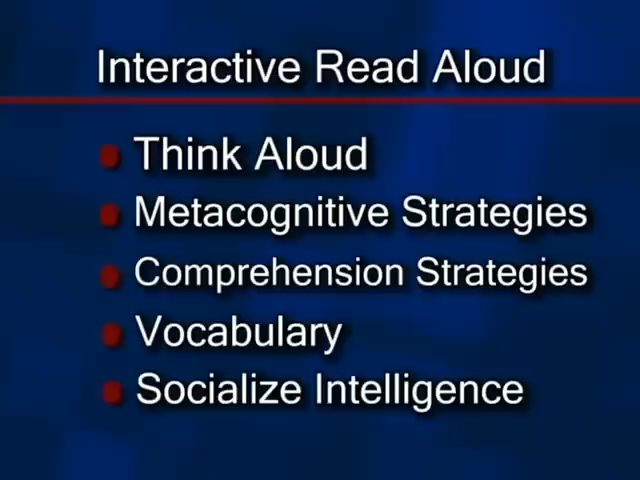 Interactive Read Aloud
Think Aloud
Metacognitive Strategies
Comprehension Strategies
Vocabulary
Socialize Intelligence